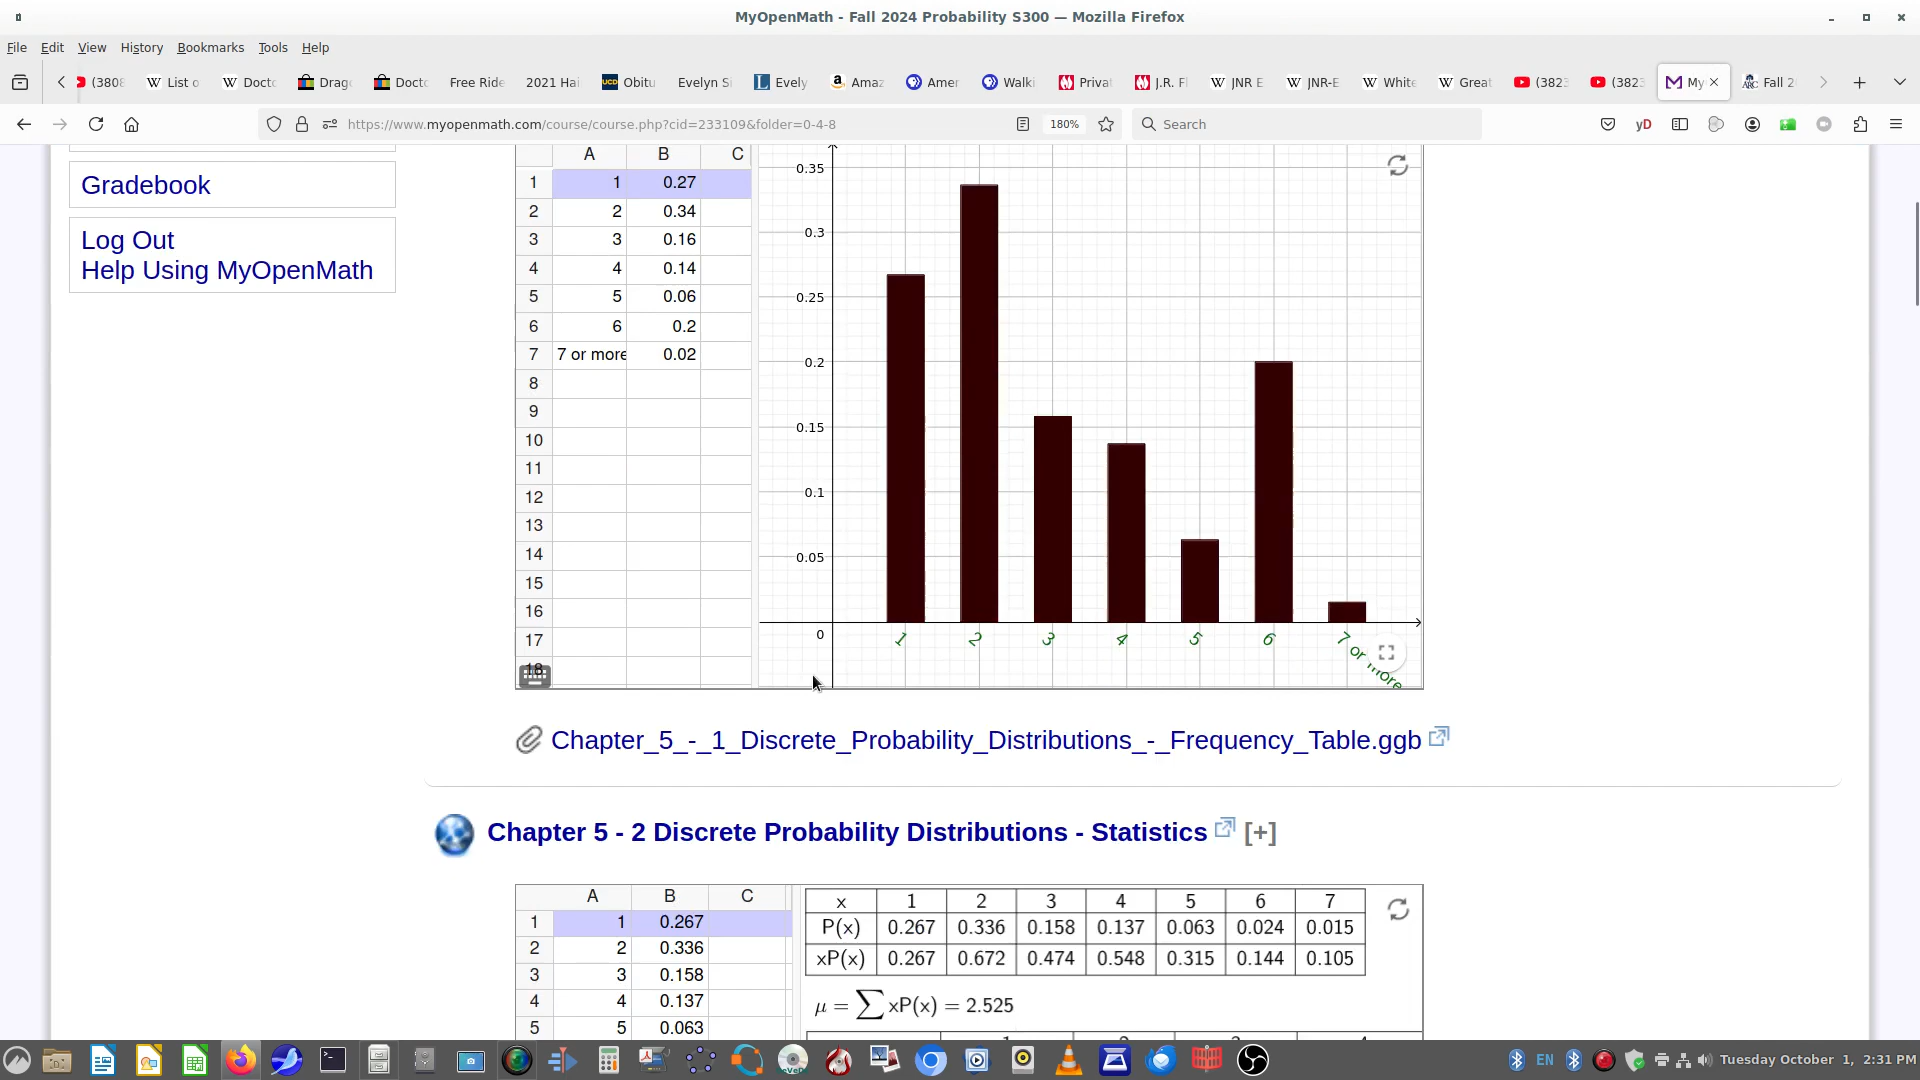 MyOpenMath - Fall 2024 Probability S300 — Mozilla Firefox
File Edit View History Bookmarks Tools Help
(3808 List o Docto Drag Docto Free Ride 2021 Hai Obitu Evelyn Si Evely Amaz Amer Walki Privat J.R. Fl JNR E JNR-E White Great (382 (382 My Fall 2
https://www.myopenmath.com/course/course.php?cid=233109&folder=0-4-8 180% Search
Gradebook
Log Out
Help Using MyOpenMath
A B C
1 1 0.27
2 2 0.34
3 3 0.16
4 4 0.14
5 5 0.06
6 6 0.2
7 7 or more 0.02
8
9
10
11
12
13
14
15
16
17
18
0.35
0.3
0.25
0.2
0.15
0.1
0.05
0
1 2 3 4 5 6 7 or more
Chapter_5_-_1_Discrete_Probability_Distributions_-_Frequency_Table.ggb
Chapter 5 - 2 Discrete Probability Distributions - Statistics [+]
A B C
1 1 0.267
2 2 0.336
3 3 0.158
4 4 0.137
5 5 0.063
x 1 2 3 4 5 6 7
P(x) 0.267 0.336 0.158 0.137 0.063 0.024 0.015
xP(x) 0.267 0.672 0.474 0.548 0.315 0.144 0.105
μ = ∑ xP(x) = 2.525
EN Tuesday October 1, 2:31 PM